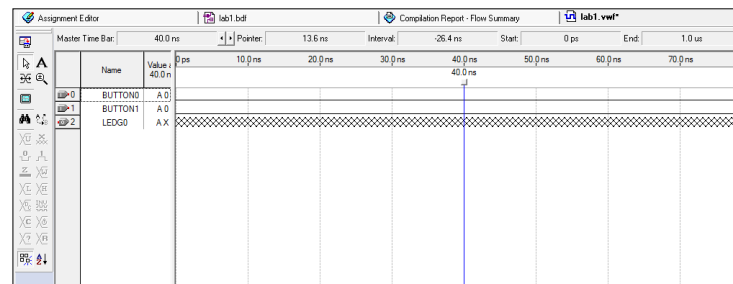 Assignment Editor lab1.bdf Compilation Report - Flow Summary lab1.vwf*
Master Time Bar: 40.0 ns Pointer: 13.6 ns Interval: -26.4 ns Start: 0 ps End: 1.0 us
Name
Value a
40.0 n
0 ps 10.0 ns 20.0 ns 30.0 ns 40.0 ns 50.0 ns 60.0 ns 70.0 ns
40.0 ns
0 BUTTON0 A 0
1 BUTTON1 A 0
2 LEDG0 A X